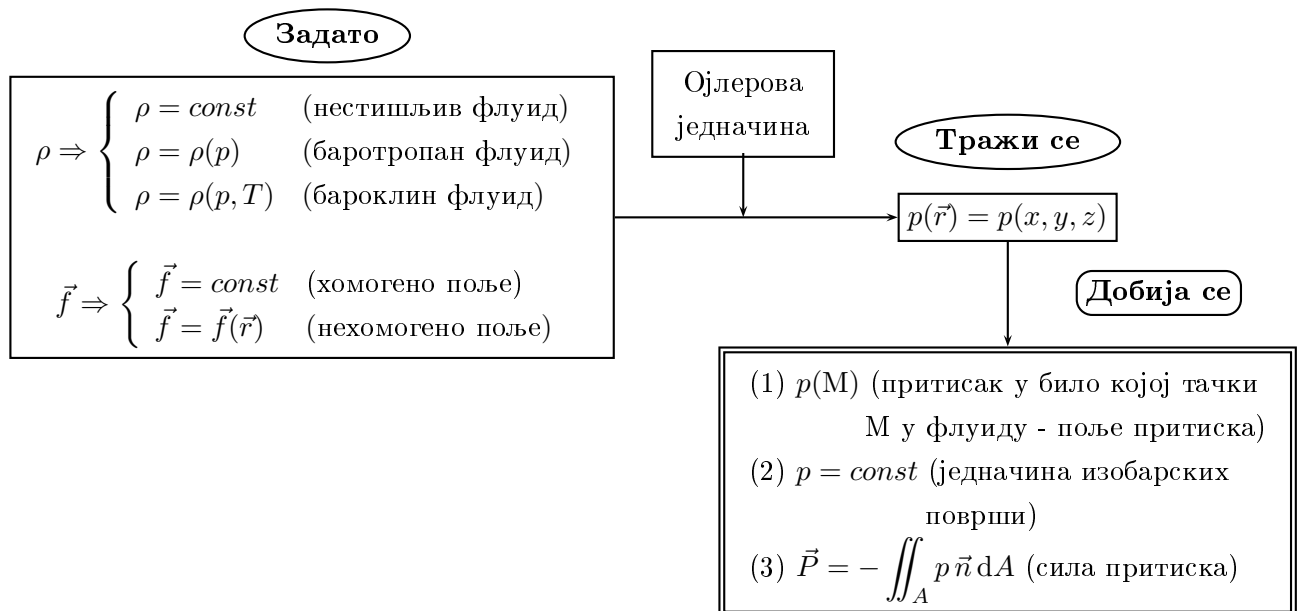 Задато
ρ ⇒ { ρ = const (нестишљив флуид)
ρ = ρ(p) (баротропан флуид)
ρ = ρ(p, T) (бароклин флуид)
f⃗ ⇒ { f⃗ = const (хомогено поље)
f⃗ = f⃗(r⃗) (нехомогено поље)
Ојлерова
једначина
Тражи се
p(r⃗) = p(x, y, z)
Добија се
(1) p(М) (притисак у било којој тачки
М у флуиду - поље притиска)
(2) p = const (једначина изобарских
површи)
(3) P⃗ = − ∬_A p n⃗ dA (сила притиска)